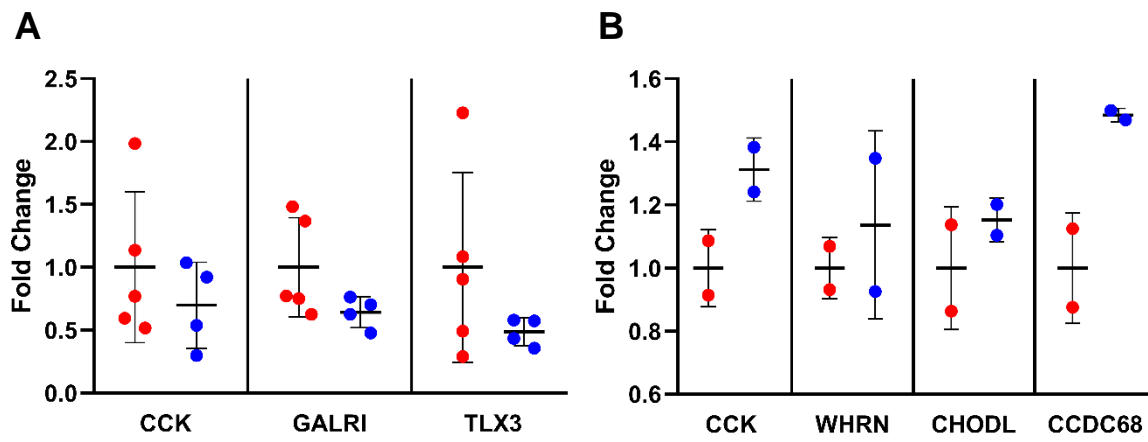 A
Fold Change
2.5
2.0
1.5
1.0
0.5
0.0
CCK GALRI TLX3
B
Fold Change
1.6
1.4
1.2
1.0
0.8
0.6
CCK WHRN CHODL CCDC68